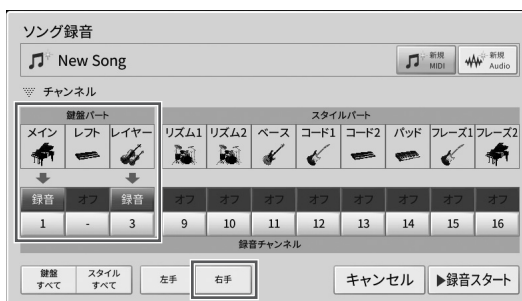 ソング録音
New Song
新規 MIDI
新規 Audio
チャンネル
鍵盤パート スタイルパート
メイン レフト レイヤー リズム1 リズム2 ベース コード1 コード2 パッド フレーズ1 フレーズ2
録音 オフ 録音 オフ オフ オフ オフ オフ オフ オフ オフ
1 - 3 9 10 11 12 13 14 15 16
録音チャンネル
鍵盤 すべて
スタイル すべて
左手 右手 キャンセル ▶録音スタート